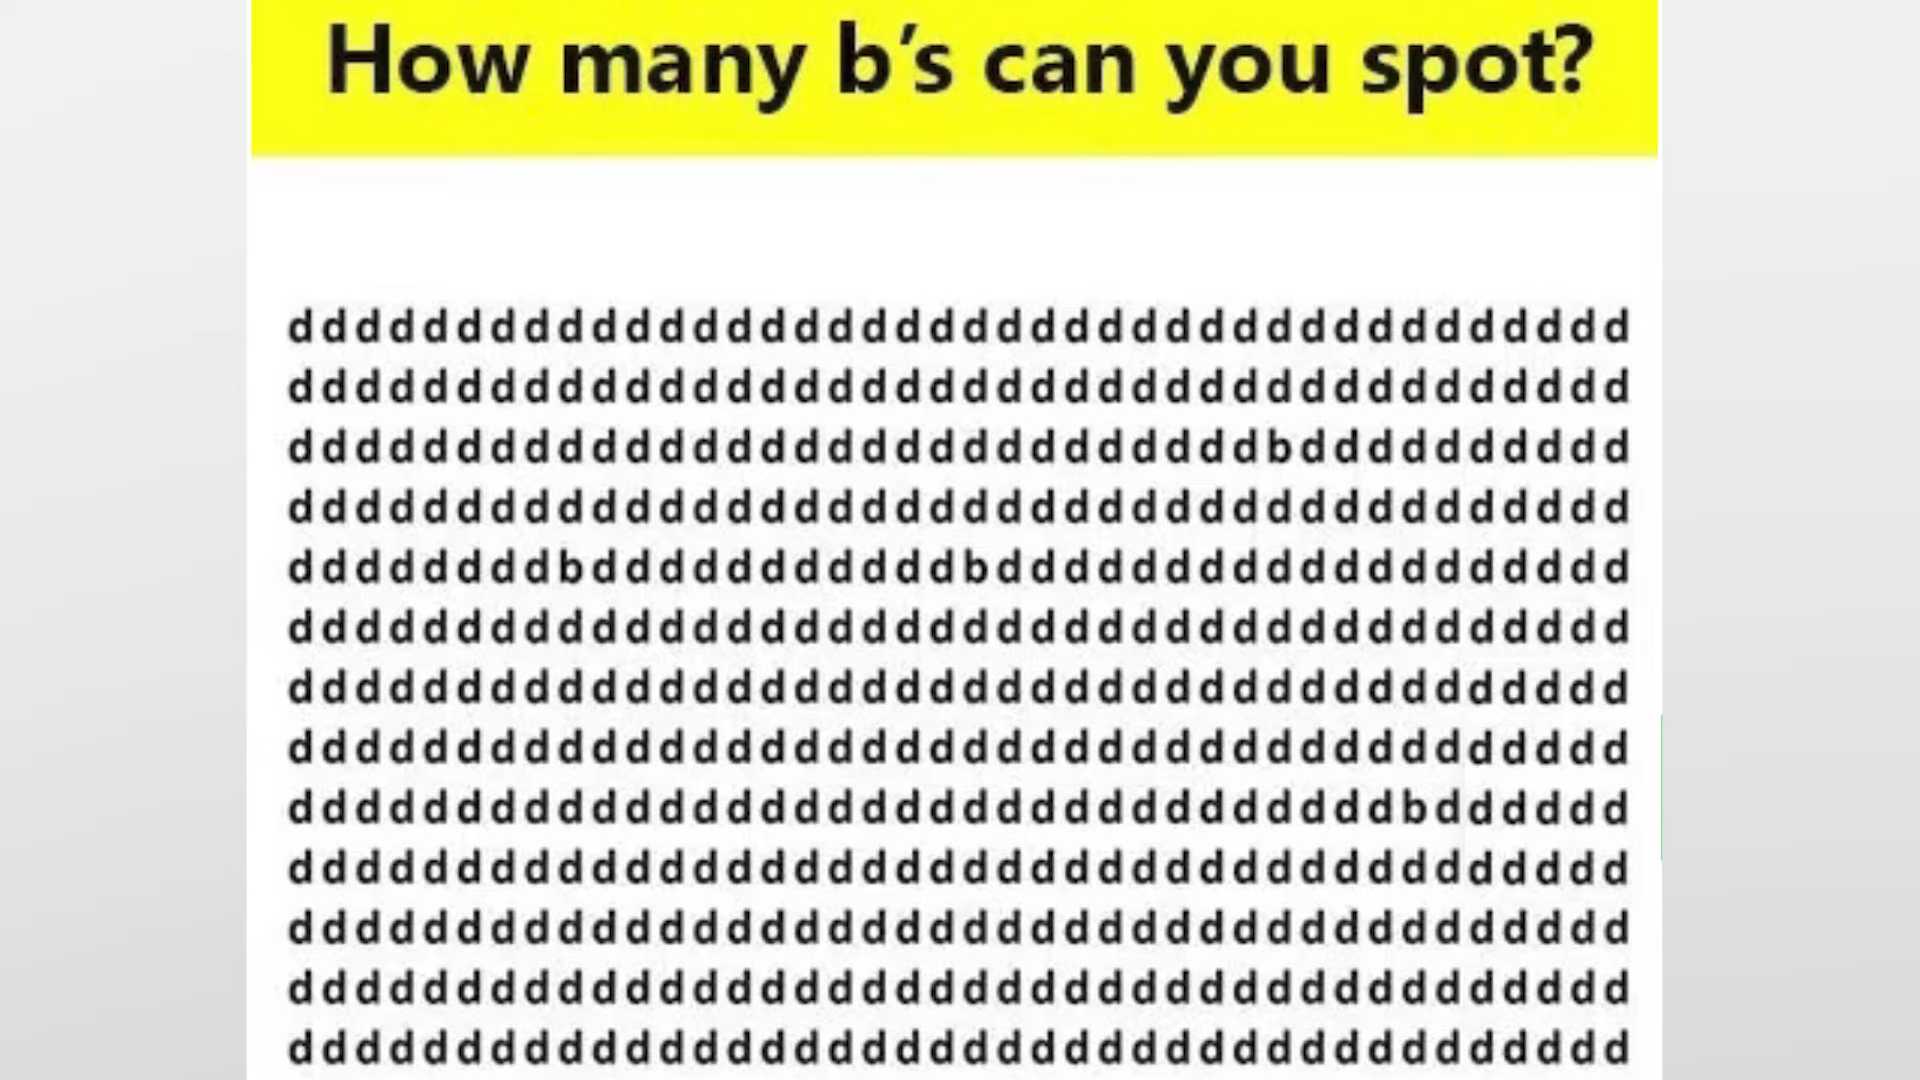 How many b's can you spot?
dddddddddddddddddddddddddddddddddddddddd
dddddddddddddddddddddddddddddddddddddddd
dddddddddddddddddddddddddddddbdddddddddd
dddddddddddddddddddddddddddddddddddddddd
ddddddddbdddddddddddbddddddddddddddddddd
dddddddddddddddddddddddddddddddddddddddd
dddddddddddddddddddddddddddddddddddddddd
dddddddddddddddddddddddddddddddddddddddd
dddddddddddddddddddddddddddddddddbdddddd
dddddddddddddddddddddddddddddddddddddddd
dddddddddddddddddddddddddddddddddddddddd
dddddddddddddddddddddddddddddddddddddddd
dddddddddddddddddddddddddddddddddddddddd